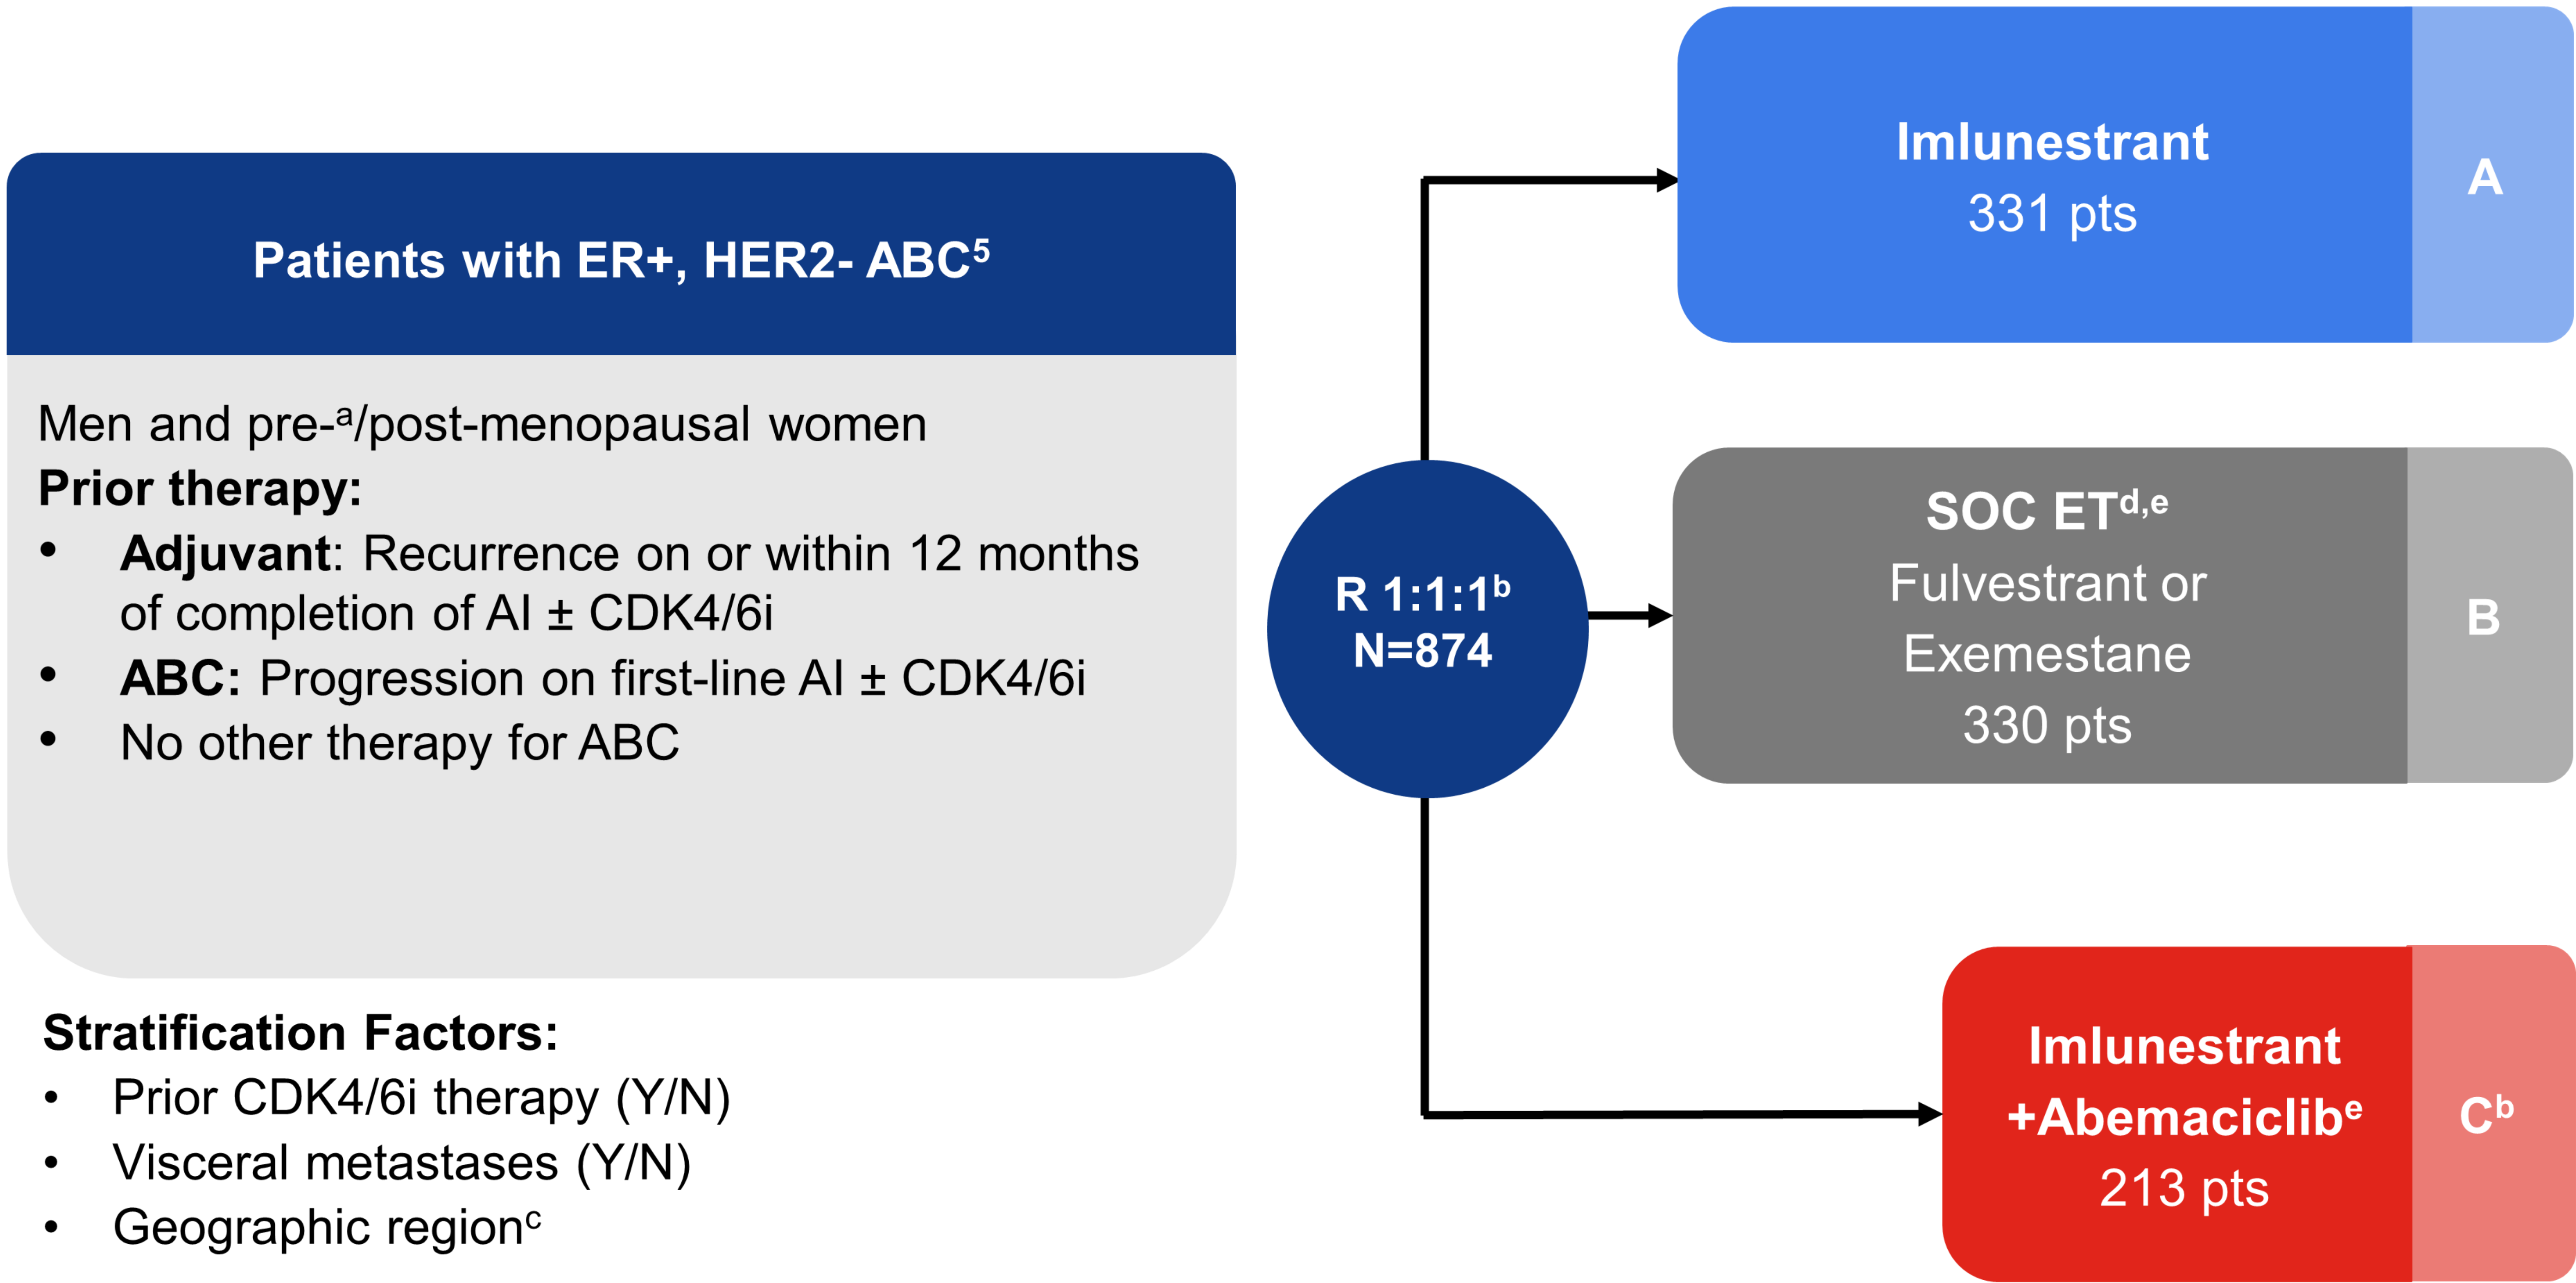 Patients with ER+, HER2- ABC⁵
Men and pre-ᵃ/post-menopausal women
Prior therapy:
• Adjuvant: Recurrence on or within 12 months
of completion of AI ± CDK4/6i
• ABC: Progression on first-line AI ± CDK4/6i
• No other therapy for ABC
Stratification Factors:
• Prior CDK4/6i therapy (Y/N)
• Visceral metastases (Y/N)
• Geographic regionᶜ
R 1:1:1ᵇ
N=874
Imlunestrant
331 pts
A
SOC ETᵈ,ᵉ
Fulvestrant or
Exemestane
330 pts
B
Imlunestrant
+Abemaciclibᵉ
213 pts
Cᵇ